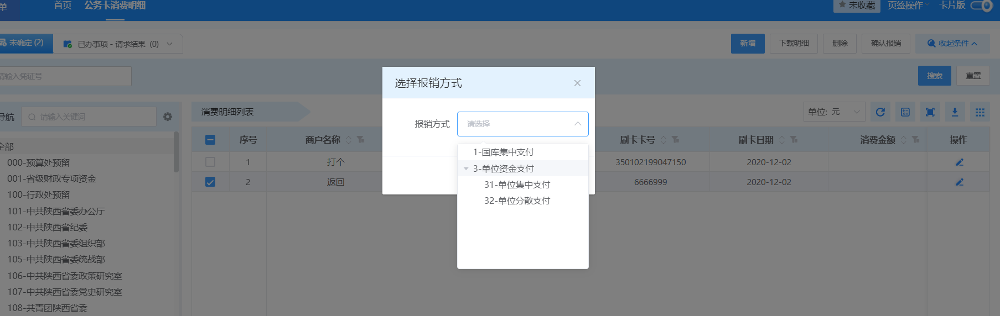 单 首页 公务卡消费明细 未收藏 页签操作 卡片版
未确定 (2) 已办事项 - 请求结果 (0) 新增 下载明细 删除 确认报销 收起条件
请输入凭证号 搜索 重置
选择报销方式
导航 请输入关键词 消费明细列表 单位: 元
报销方式 请选择
序号 商户名称 刷卡卡号 刷卡日期 消费金额 操作
全部
1-国库集中支付
000-预算处预留
1 打个 350102199047150 2020-12-02
3-单位资金支付
001-省级财政专项资金
2 返回 6666999 2020-12-02
31-单位集中支付
100-行政处预留
32-单位分散支付
101-中共陕西省委办公厅
102-中共陕西省纪委
103-中共陕西省委组织部
105-中共陕西省委统战部
106-中共陕西省委政策研究室
107-中共陕西省委党史研究室
108-共青团陕西省委